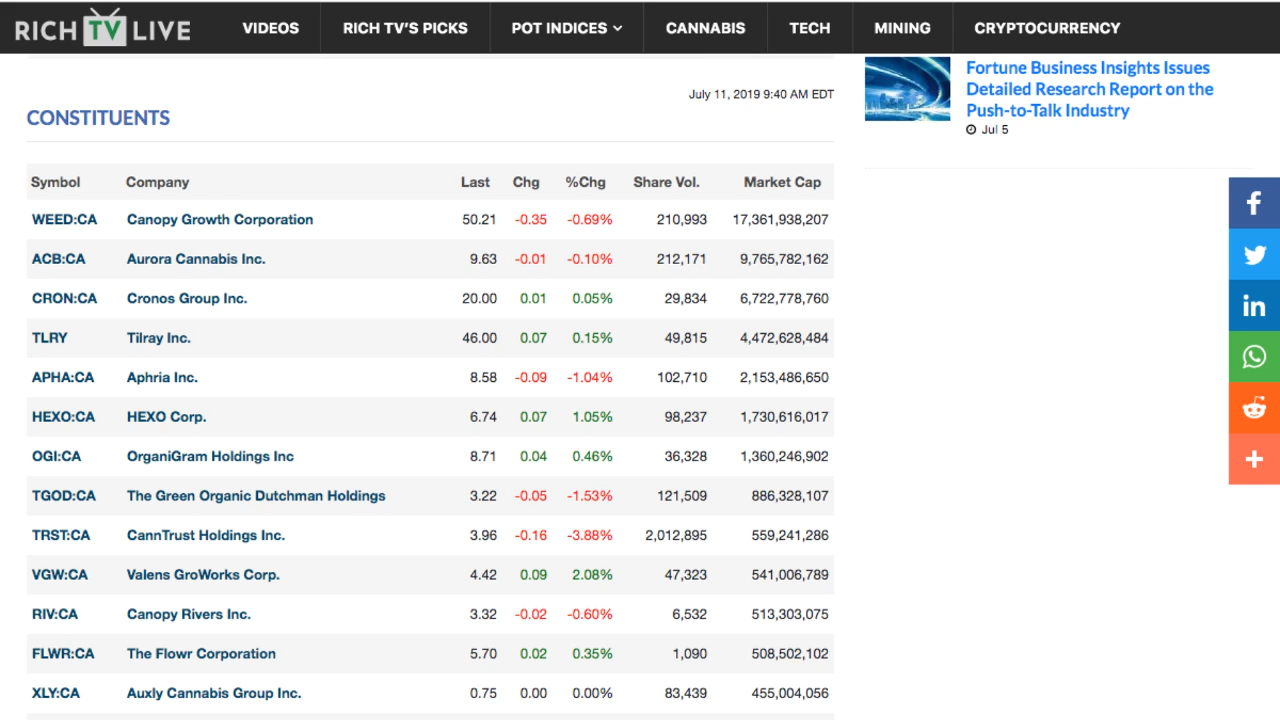 RICH TV LIVE VIDEOS RICH TV'S PICKS POT INDICES CANNABIS TECH MINING CRYPTOCURRENCY
July 11, 2019 9:40 AM EDT
CONSTITUENTS
Symbol Company Last Chg %Chg Share Vol. Market Cap
WEED:CA Canopy Growth Corporation 50.21 -0.35 -0.69% 210,993 17,361,938,207
ACB:CA Aurora Cannabis Inc. 9.63 -0.01 -0.10% 212,171 9,765,782,162
CRON:CA Cronos Group Inc. 20.00 0.01 0.05% 29,834 6,722,778,760
TLRY Tilray Inc. 46.00 0.07 0.15% 49,815 4,472,628,484
APHA:CA Aphria Inc. 8.58 -0.09 -1.04% 102,710 2,153,486,650
HEXO:CA HEXO Corp. 6.74 0.07 1.05% 98,237 1,730,616,017
OGI:CA OrganiGram Holdings Inc 8.71 0.04 0.46% 36,328 1,360,246,902
TGOD:CA The Green Organic Dutchman Holdings 3.22 -0.05 -1.53% 121,509 886,328,107
TRST:CA CannTrust Holdings Inc. 3.96 -0.16 -3.88% 2,012,895 559,241,286
VGW:CA Valens GroWorks Corp. 4.42 0.09 2.08% 47,323 541,006,789
RIV:CA Canopy Rivers Inc. 3.32 -0.02 -0.60% 6,532 513,303,075
FLWR:CA The Flowr Corporation 5.70 0.02 0.35% 1,090 508,502,102
XLY:CA Auxly Cannabis Group Inc. 0.75 0.00 0.00% 83,439 455,004,056
Fortune Business Insights Issues
Detailed Research Report on the
Push-to-Talk Industry
Jul 5